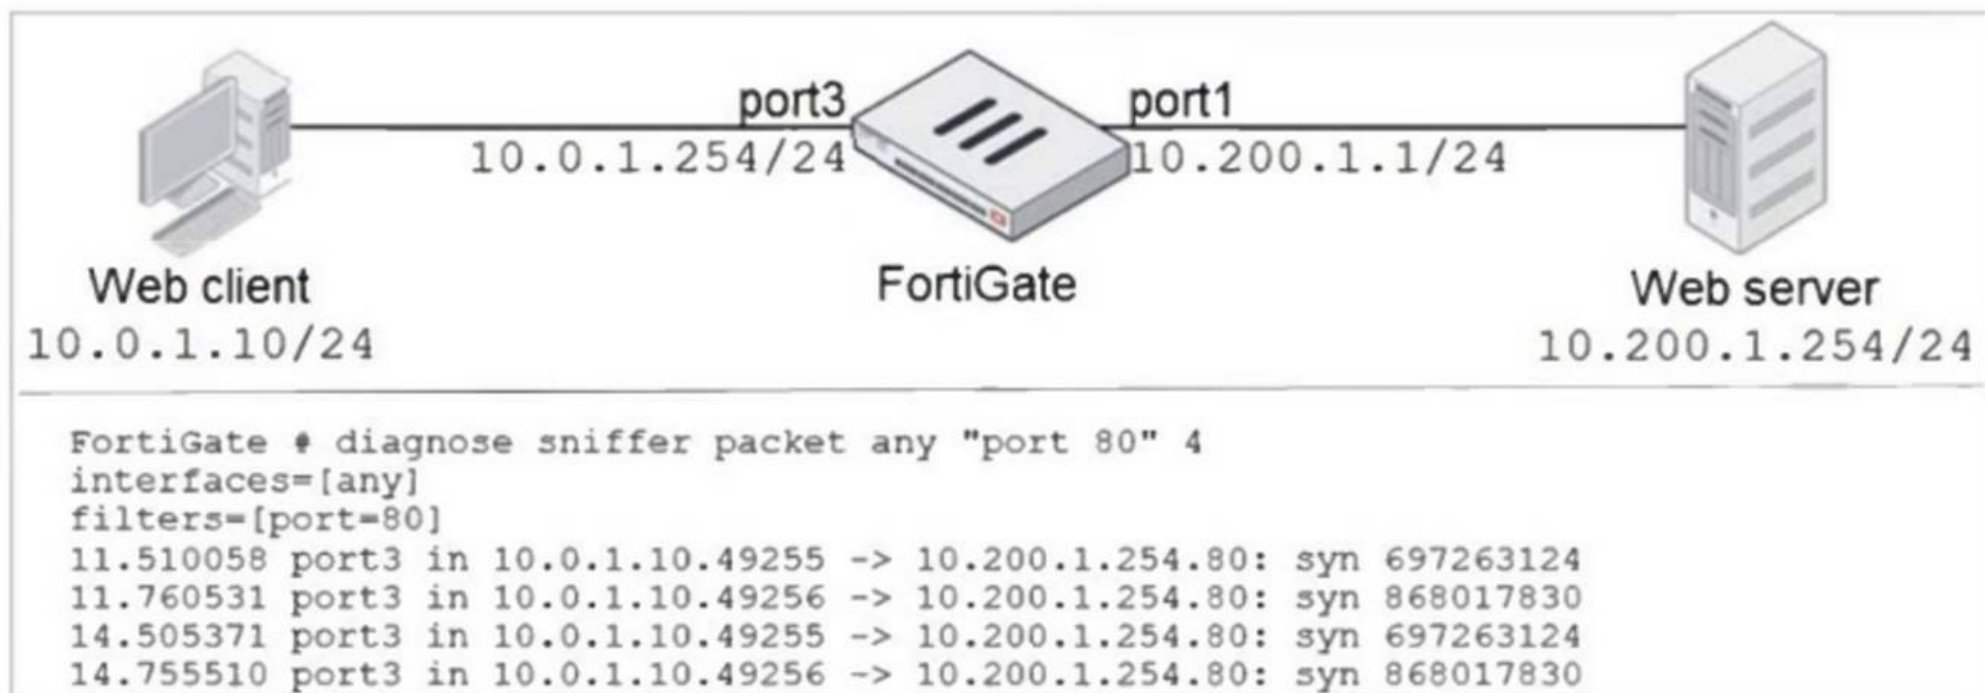 port3
port1
10.0.1.254/24
10.200.1.1/24
Web client
FortiGate
Web server
10.0.1.10/24
10.200.1.254/24
FortiGate # diagnose sniffer packet any "port 80" 4
interfaces=[any]
filters=[port=80]
11.510058 port3 in 10.0.1.10.49255 -> 10.200.1.254.80: syn 697263124
11.760531 port3 in 10.0.1.10.49256 -> 10.200.1.254.80: syn 868017830
14.505371 port3 in 10.0.1.10.49255 -> 10.200.1.254.80: syn 697263124
14.755510 port3 in 10.0.1.10.49256 -> 10.200.1.254.80: syn 868017830